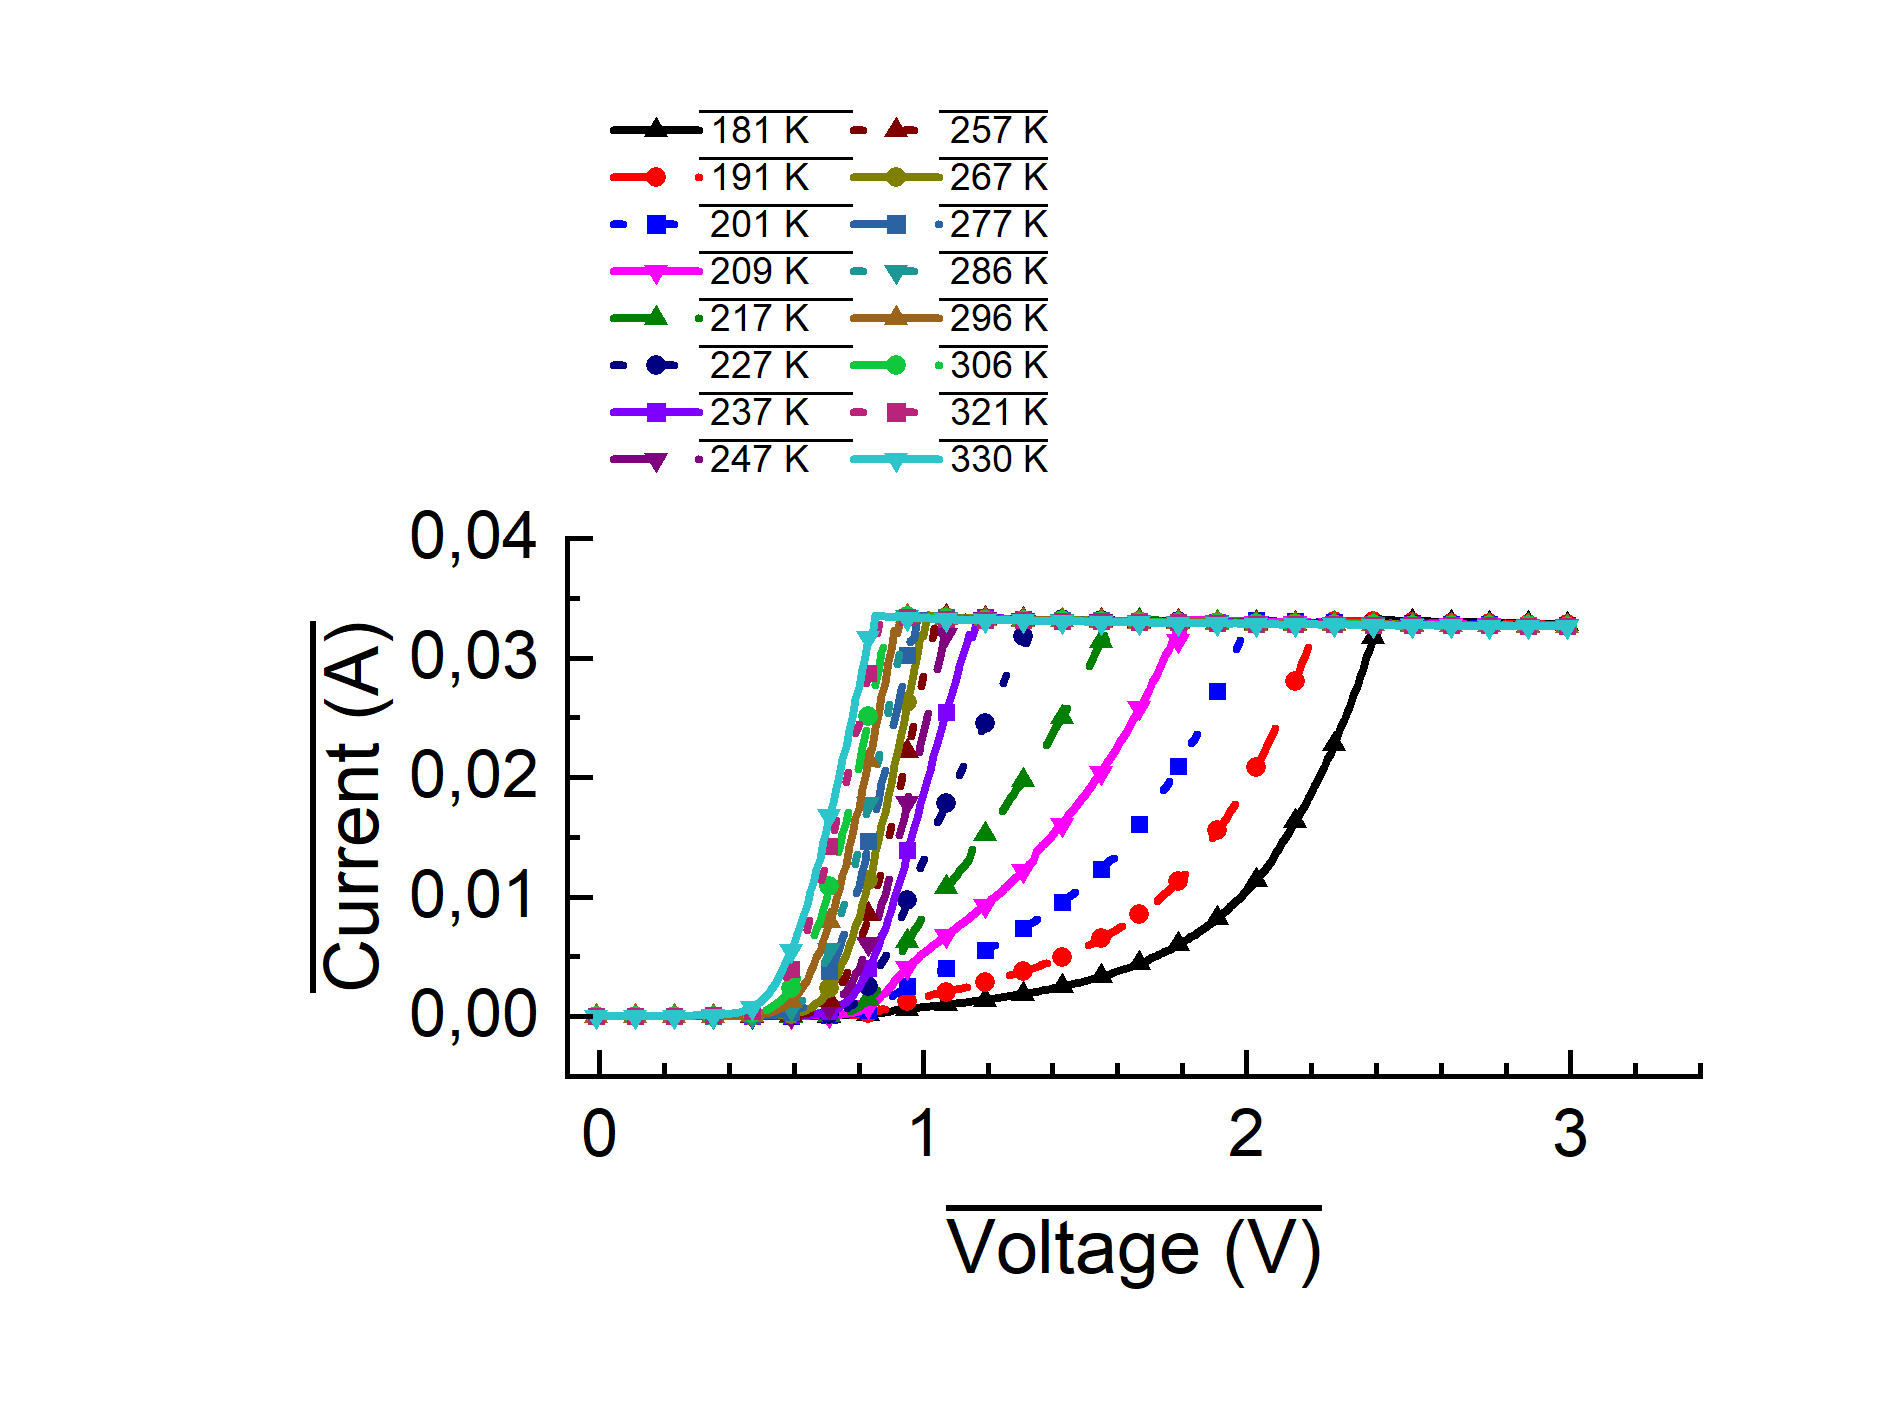 181 K 257 K
191 K 267 K
201 K 277 K
209 K 286 K
217 K 296 K
227 K 306 K
237 K 321 K
247 K 330 K
0,04
0,03
0,02
0,01
0,00
Current (A)
0 1 2 3
Voltage (V)